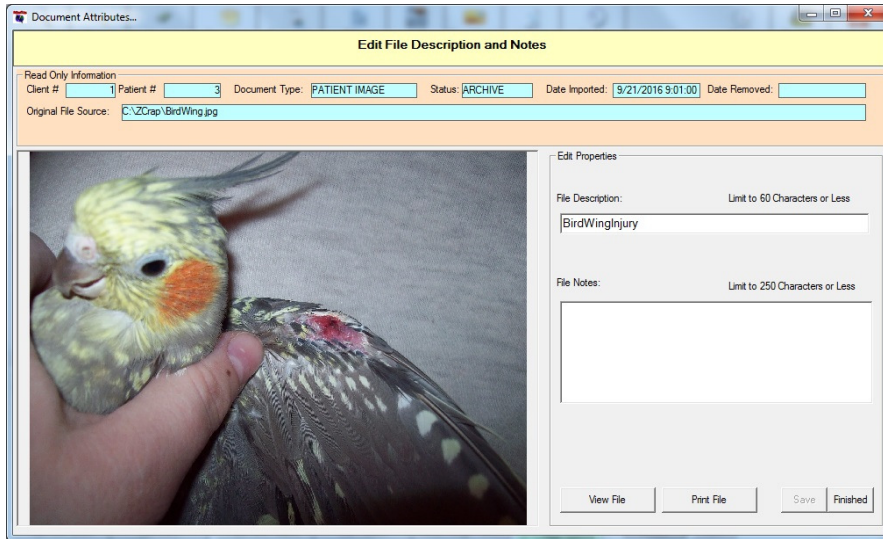 Document Attributes...
Edit File Description and Notes
Read Only Information
Client # 1 Patient # 3 Document Type: PATIENT IMAGE Status: ARCHIVE Date Imported: 9/21/2016 9:01:00 Date Removed:
Original File Source: C:\ZCrap\BirdWing.jpg
Edit Properties
File Description: Limit to 60 Characters or Less
BirdWingInjury
File Notes: Limit to 250 Characters or Less
View File Print File Save Finished